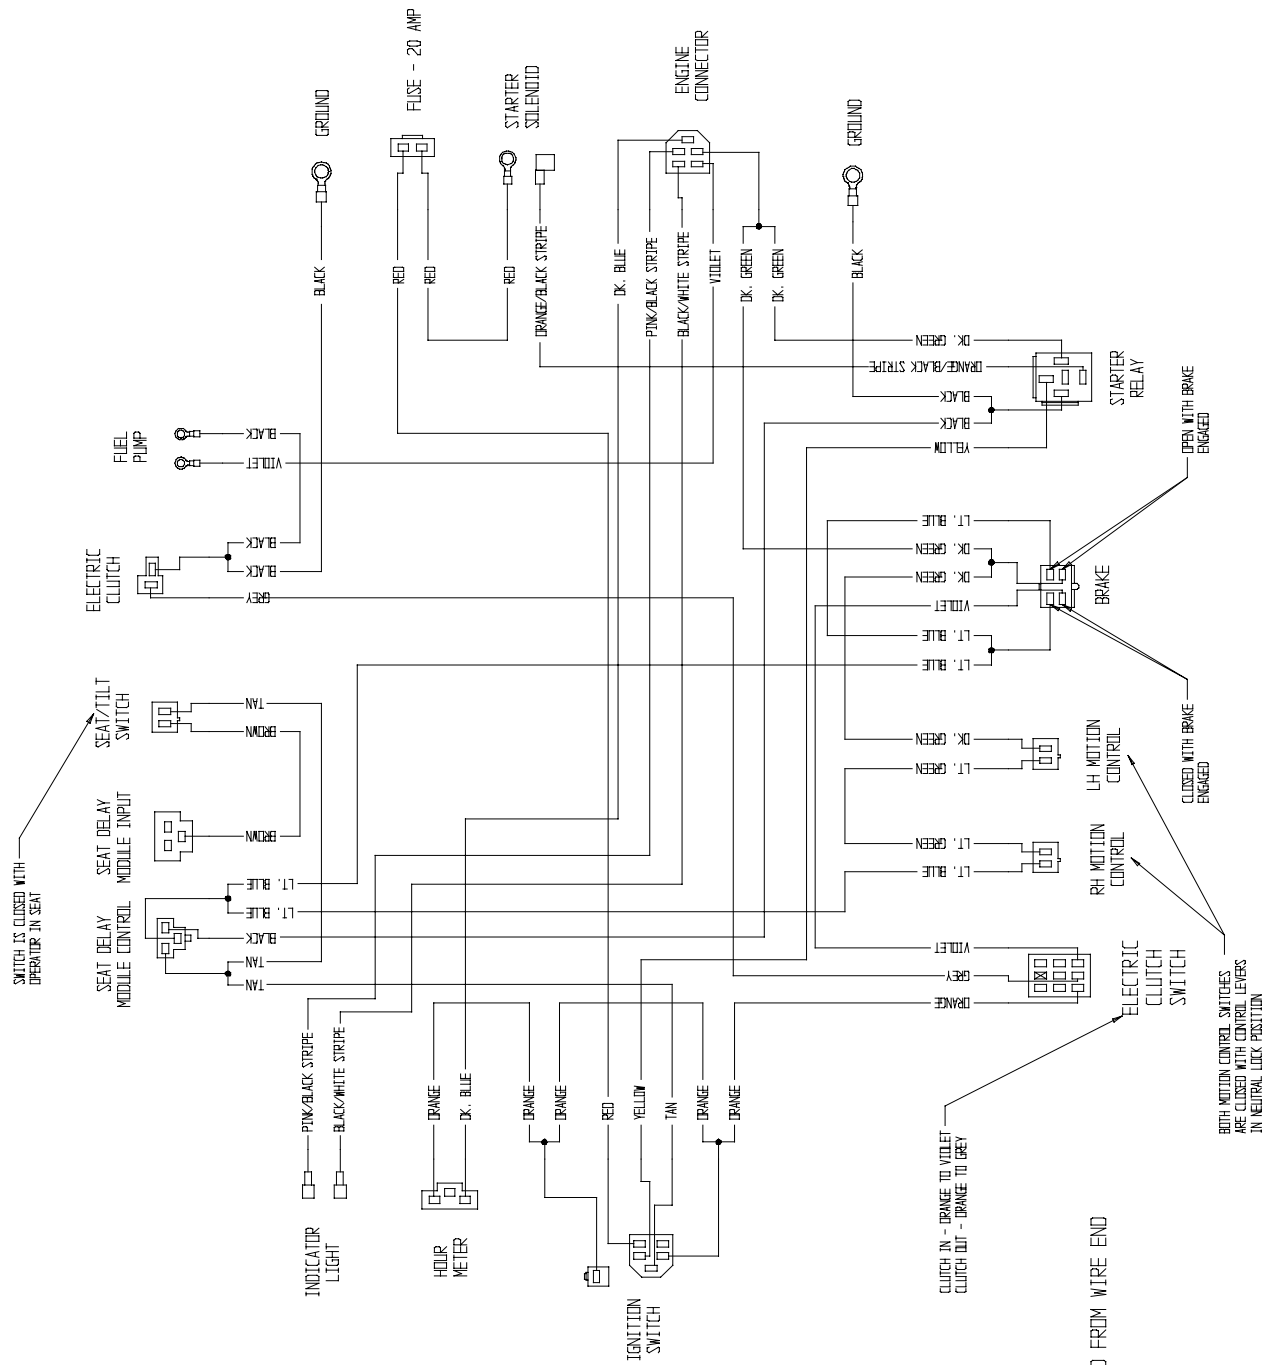 FUSE - 20 AMP
GROUND
STARTER
SOLENOID
ENGINE
CONNECTOR
GROUND
BLACK
RED
RED
RED
ORANGE/BLACK STRIPE
DK. BLUE
PINK/BLACK STRIPE
BLACK/WHITE STRIPE
VIOLET
DK. GREEN
DK. GREEN
BLACK
DK. GREEN
ORANGE/BLACK STRIPE
BLACK
BLACK
YELLOW
STARTER
RELAY
OPEN WITH BRAKE
ENGAGED
FUEL
PUMP
BLACK
VIOLET
ELECTRIC
CLUTCH
BLACK
BLACK
GREY
LT. BLUE
DK. GREEN
DK. GREEN
VIOLET
LT. BLUE
LT. BLUE
BRAKE
CLOSED WITH BRAKE
ENGAGED
SEAT/TILT
SWITCH
TAN
BROWN
SEAT DELAY
MODULE INPUT
BROWN
SWITCH IS CLOSED WITH
OPERATOR IN SEAT
SEAT DELAY
MODULE CONTROL
LT. BLUE
LT. BLUE
BLACK
TAN
TAN
DK. GREEN
LT. GREEN
LH MOTION
CONTROL
LT. GREEN
LT. BLUE
RH MOTION
CONTROL
VIOLET
GREY
ORANGE
ELECTRIC
CLUTCH
SWITCH
BOTH MOTION CONTROL SWITCHES
ARE CLOSED WITH CONTROL LEVERS
IN NEUTRAL LOCK POSITION
PINK/BLACK STRIPE
BLACK/WHITE STRIPE
ORANGE
DK. BLUE
ORANGE
ORANGE
RED
YELLOW
TAN
ORANGE
ORANGE
INDICATOR
LIGHT
HOUR
METER
IGNITION
SWITCH
CLUTCH IN - ORANGE TO VIOLET
CLUTCH OUT - ORANGE TO GREY
D FROM WIRE END